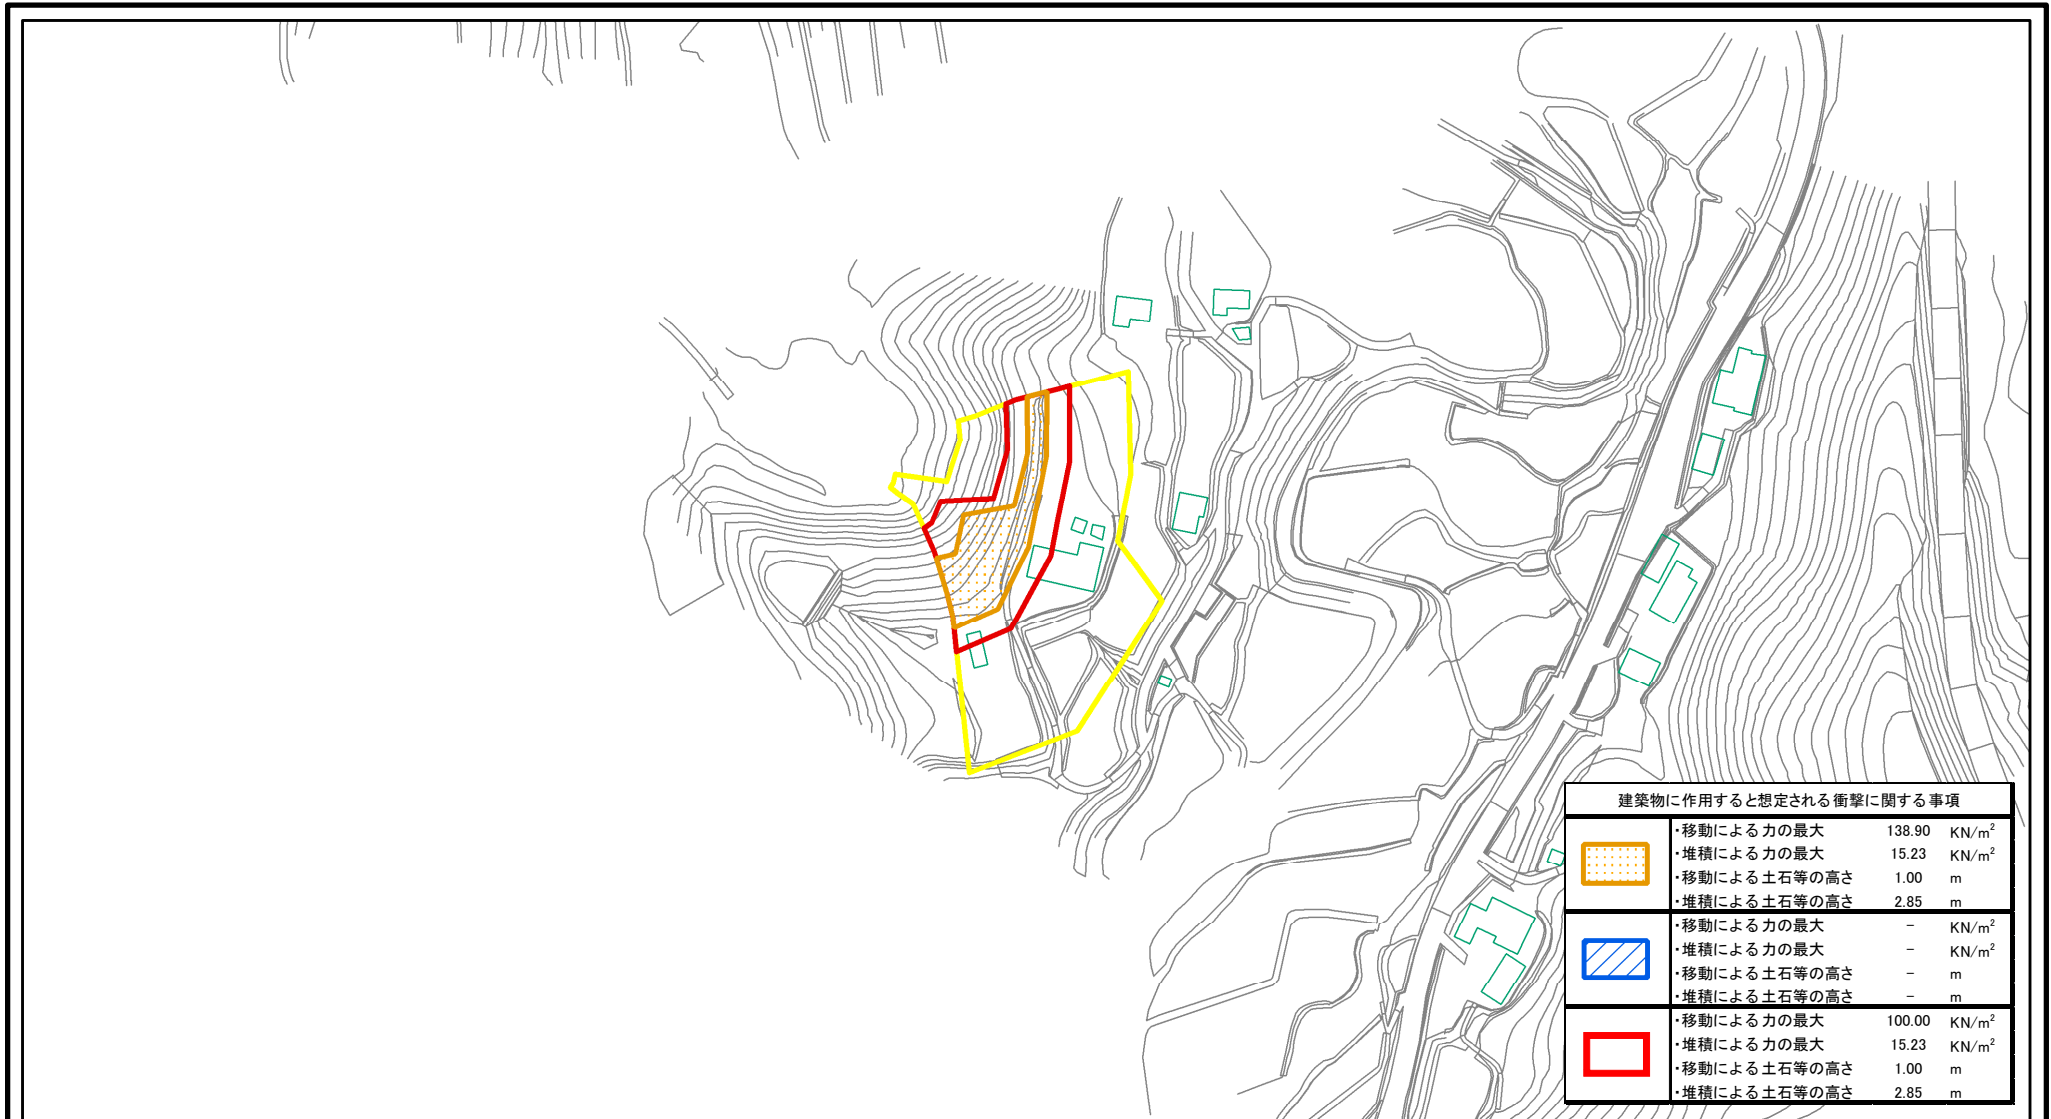 建築物に作用すると想定される衝撃に関する事項
・移動による力の最大 138.90 KN/m²
・堆積による力の最大 15.23 KN/m²
・移動による土石等の高さ 1.00 m
・堆積による土石等の高さ 2.85 m
・移動による力の最大 - KN/m²
・堆積による力の最大 - KN/m²
・移動による土石等の高さ - m
・堆積による土石等の高さ - m
・移動による力の最大 100.00 KN/m²
・堆積による力の最大 15.23 KN/m²
・移動による土石等の高さ 1.00 m
・堆積による土石等の高さ 2.85 m